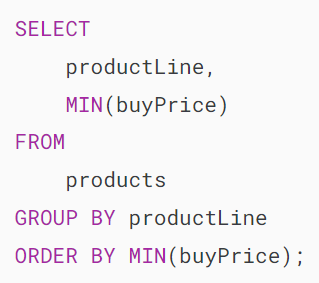 SELECT
    productLine,
    MIN(buyPrice)
FROM
    products
GROUP BY productLine
ORDER BY MIN(buyPrice);